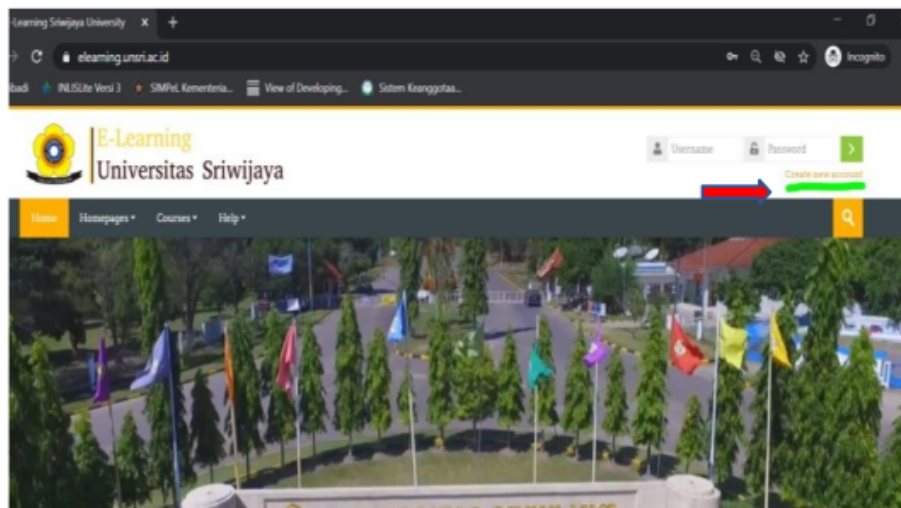 -Learning Sriwijaya University
elearning.unsri.ac.id
Incognito
ibadi
INLISLite Versi 3
SIMPeL Kementeria...
View of Developing...
Sistem Keanggotaa...
E-Learning
Universitas Sriwijaya
Username
Password
Create new account
Home
Homepages
Courses
Help